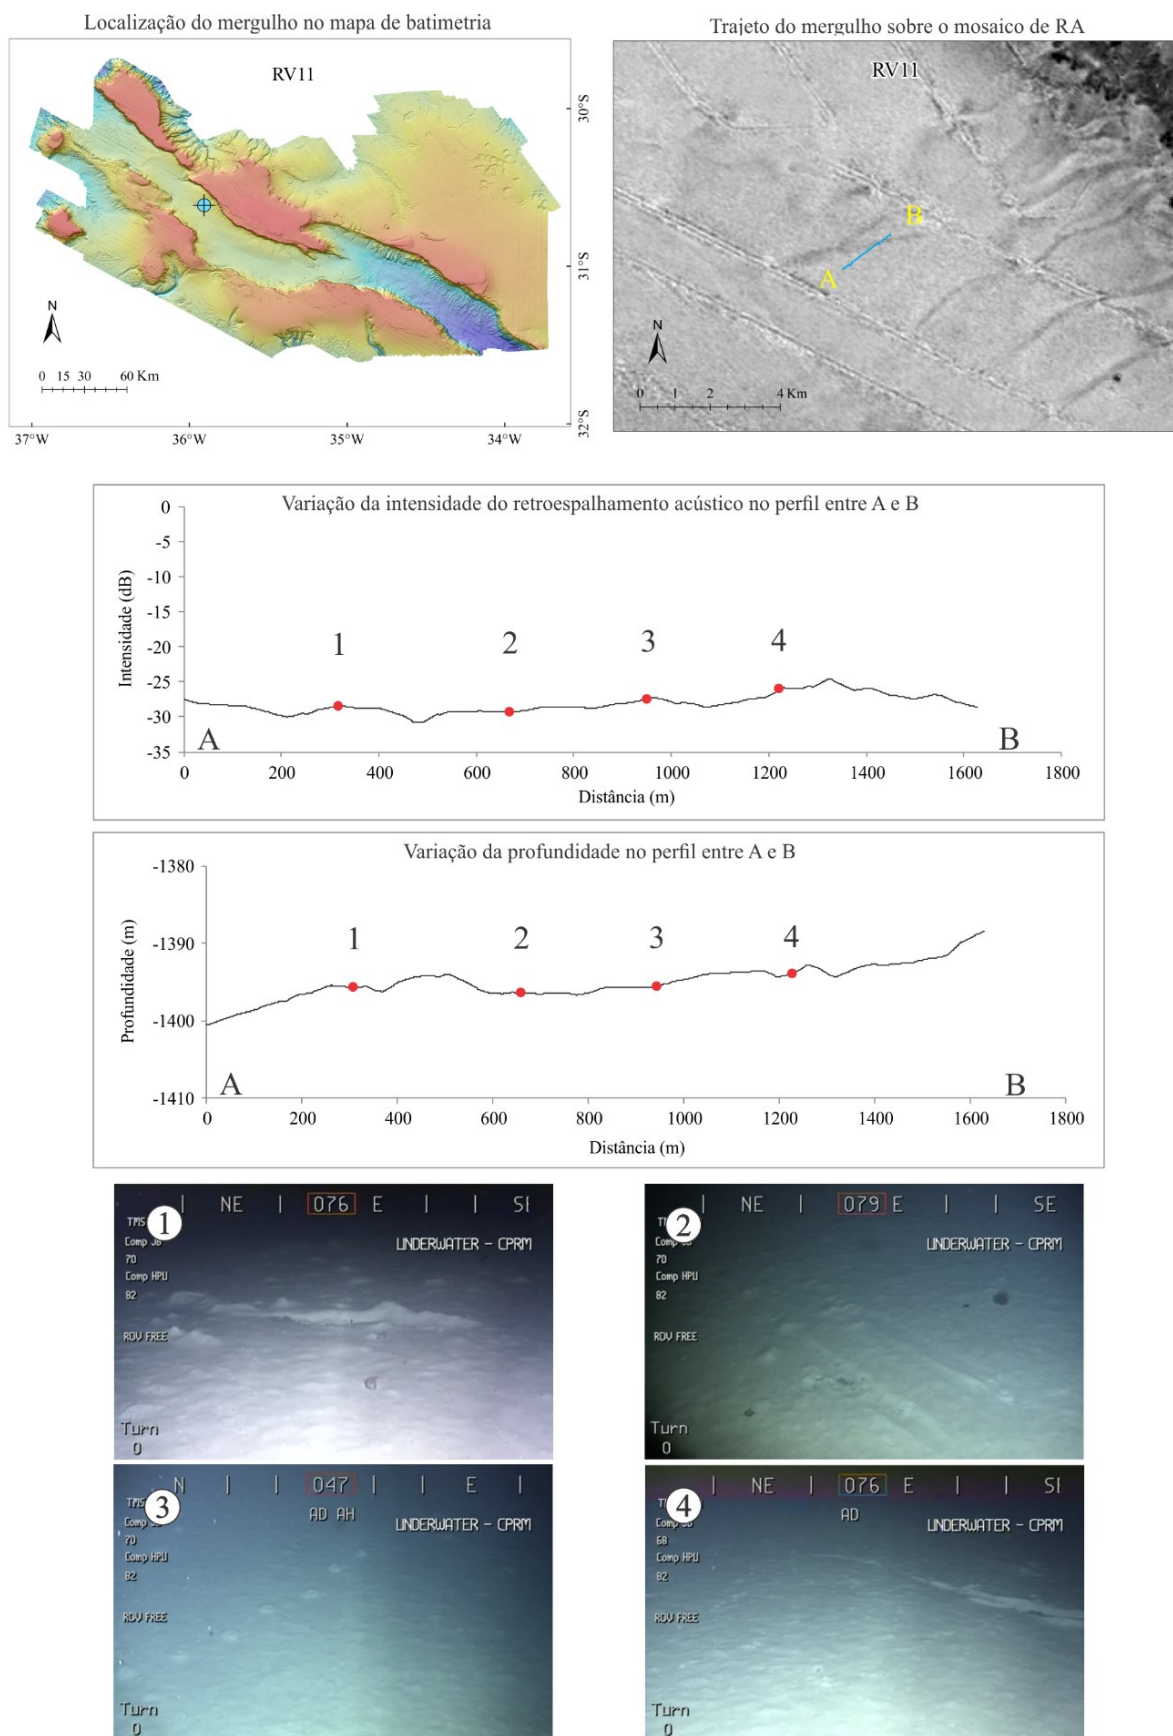 Localização do mergulho no mapa de batimetria
RV11
30°S
31°S
32°S
N
0 15 30 60 Km
37°W 36°W 35°W 34°W
Trajeto do mergulho sobre o mosaico de RA
RV11
B
A
N
0 1 2 4 Km
Variação da intensidade do retroespalhamento acústico no perfil entre A e B
Intensidade (dB)
0
-5
-10
-15
-20
-25
-30
-35
1 2 3 4
A B
0 200 400 600 800 1000 1200 1400 1600 1800
Distância (m)
Variação da profundidade no perfil entre A e B
Profundidade (m)
-1380
-1390
-1400
-1410
1 2 3 4
A B
0 200 400 600 800 1000 1200 1400 1600 1800
Distância (m)
1
| NE | 076 E | | SE
TMS
UNDERWATER - CPRM
70
Comp HPU
82
ROV FREE
Turn
0
2
| NE | 079 E | | SE
UNDERWATER - CPRM
70
Comp HPU
82
ROV FREE
Turn
0
3
N | | 047 | | E |
TMS
AD AH
UNDERWATER - CPRM
70
Comp HPU
82
ROV FREE
Turn
0
4
| NE | 076 E | | SE
AD
UNDERWATER - CPRM
68
Comp HPU
82
ROV FREE
Turn
0